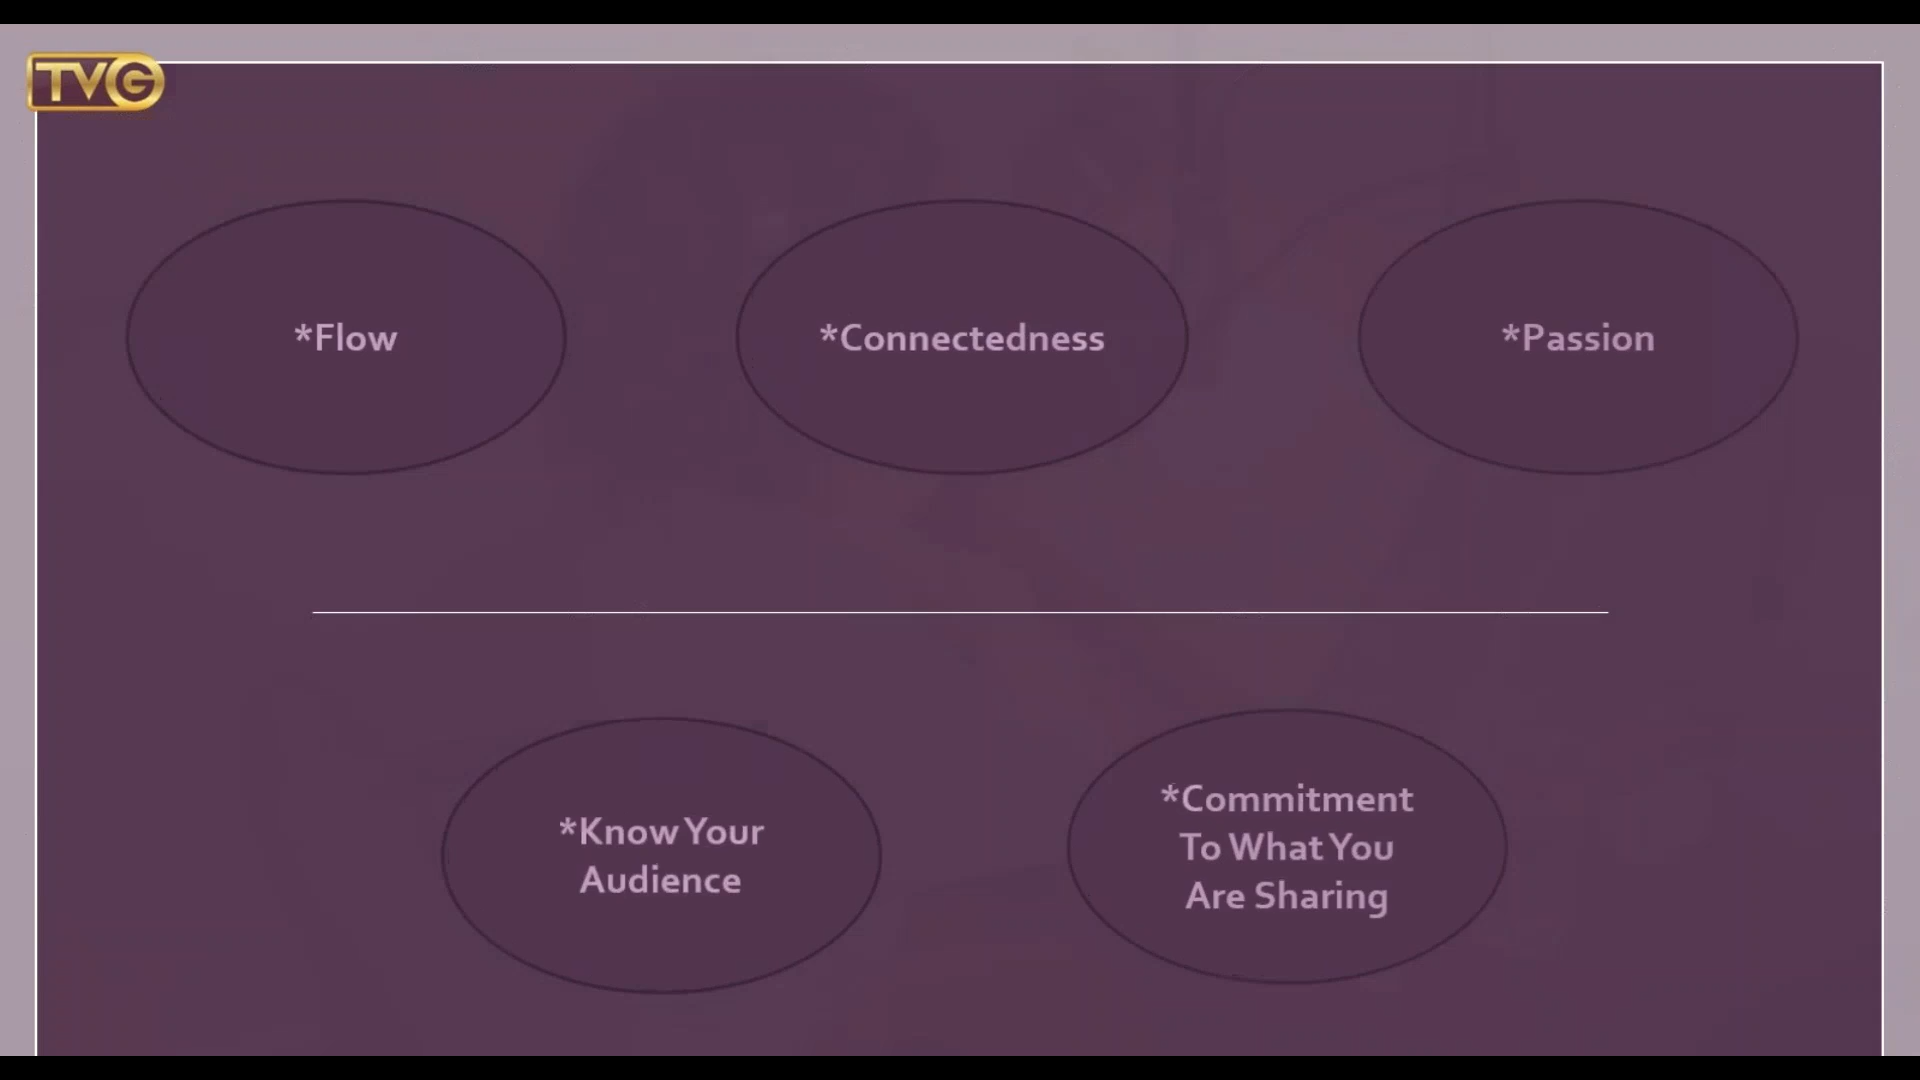 TVG
*Flow
*Connectedness
*Passion
*Know Your
Audience
*Commitment
To What You
Are Sharing